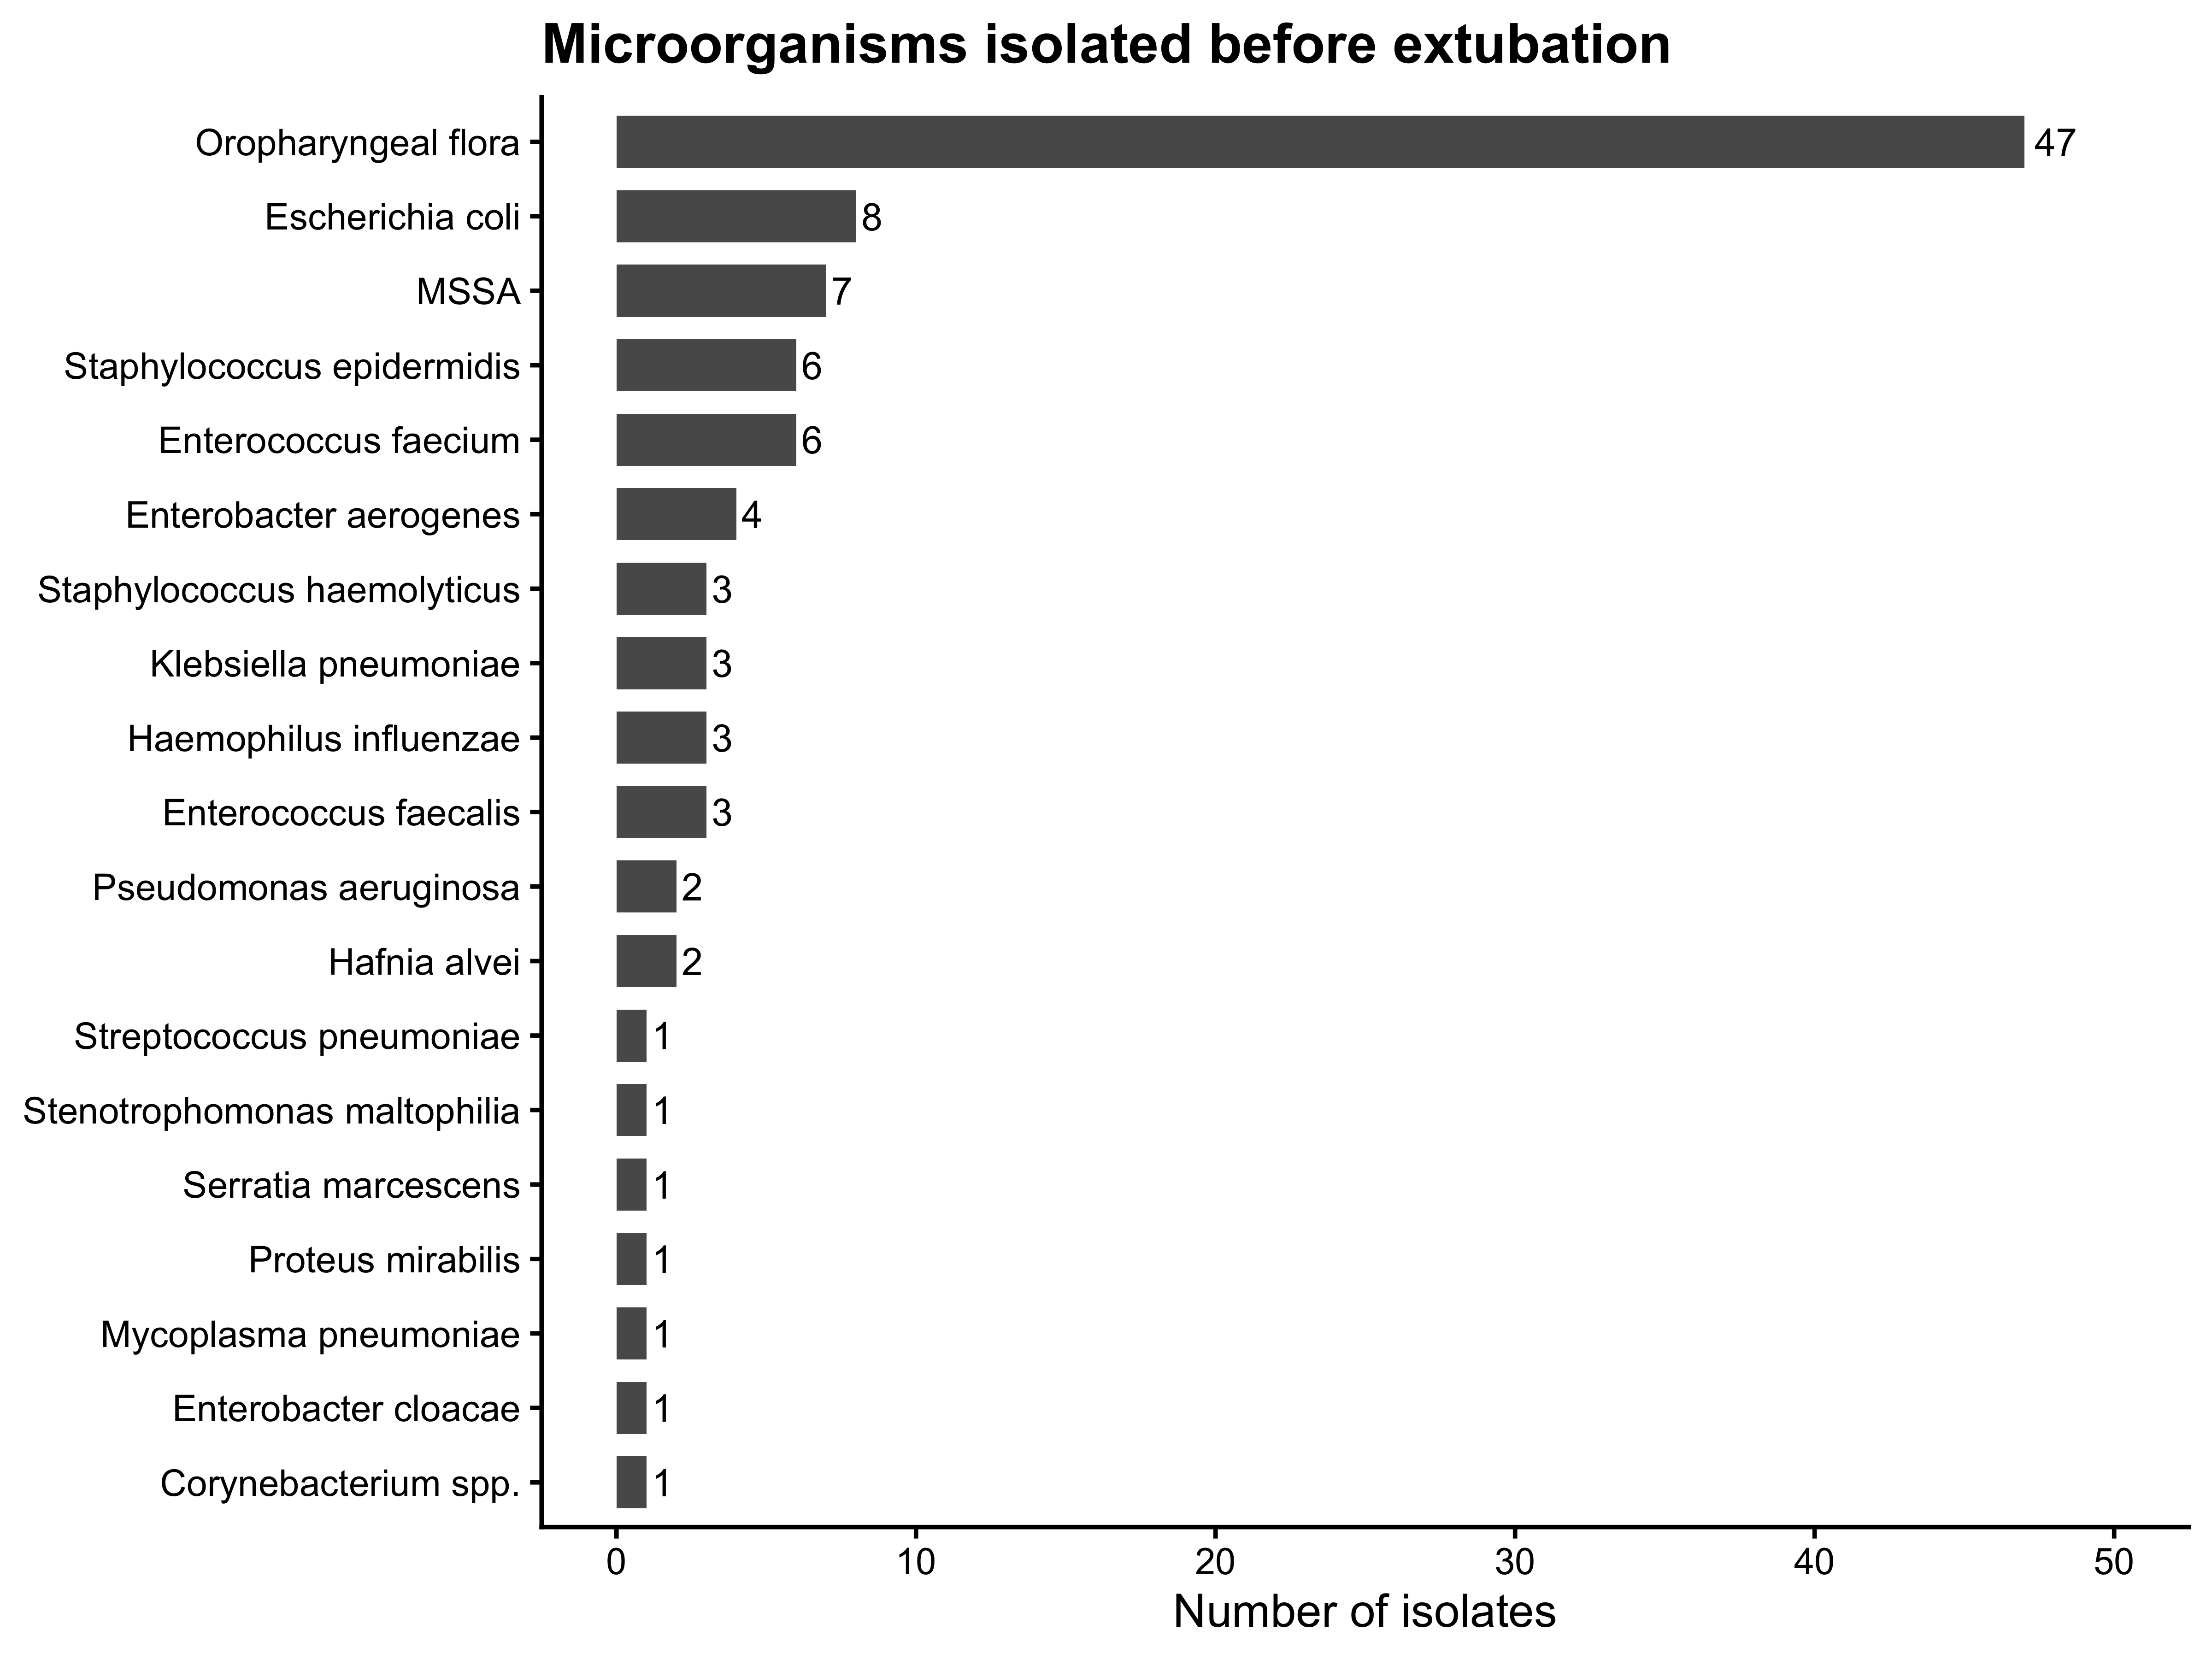 Microorganisms isolated before extubation
Oropharyngeal flora 47
Escherichia coli 8
MSSA 7
Staphylococcus epidermidis 6
Enterococcus faecium 6
Enterobacter aerogenes 4
Staphylococcus haemolyticus 3
Klebsiella pneumoniae 3
Haemophilus influenzae 3
Enterococcus faecalis 3
Pseudomonas aeruginosa 2
Hafnia alvei 2
Streptococcus pneumoniae 1
Stenotrophomonas maltophilia 1
Serratia marcescens 1
Proteus mirabilis 1
Mycoplasma pneumoniae 1
Enterobacter cloacae 1
Corynebacterium spp. 1
0 10 20 30 40 50
Number of isolates